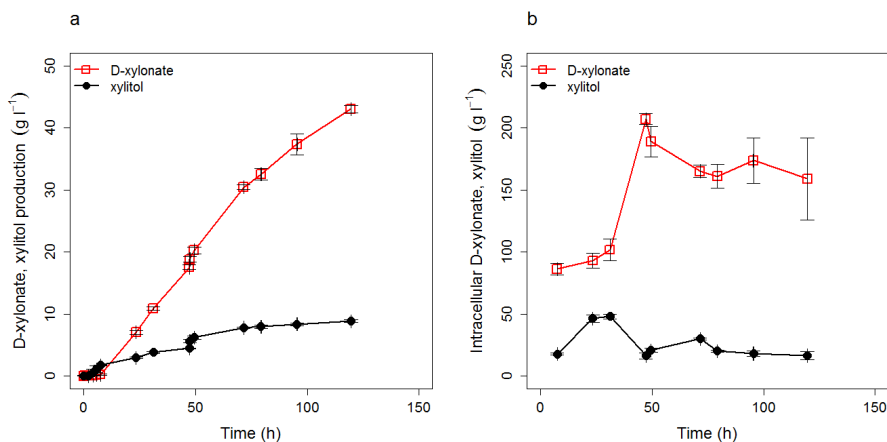 a
D-xylonate, xylitol production (g l⁻¹)
50
40
30
20
10
0
D-xylonate
xylitol
0 50 100 150
Time (h)
b
Intracellular D-xylonate, xylitol (g l⁻¹)
250
200
150
100
50
0
D-xylonate
xylitol
0 50 100 150
Time (h)